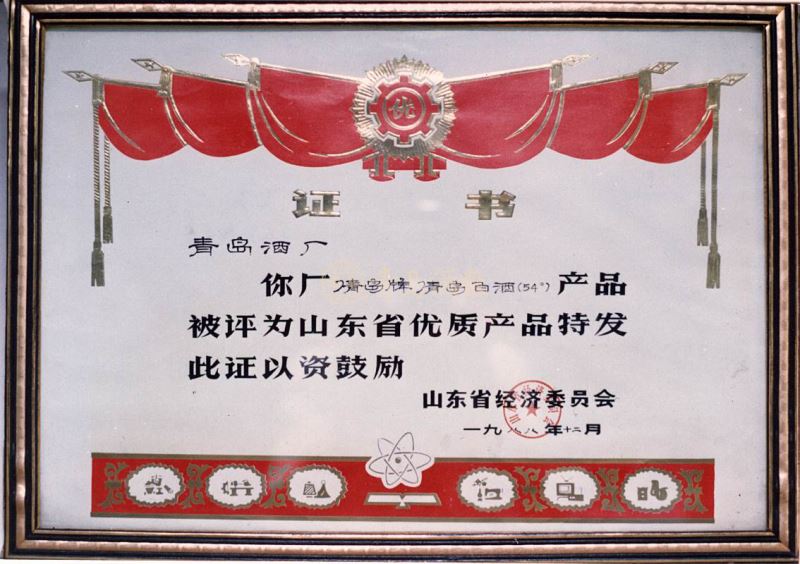 优
证 书
青岛酒厂
你厂青岛牌青岛白酒(54°)产品
被评为山东省优质产品特发
此证以资鼓励
山东省经济委员会
一九八八年十二月